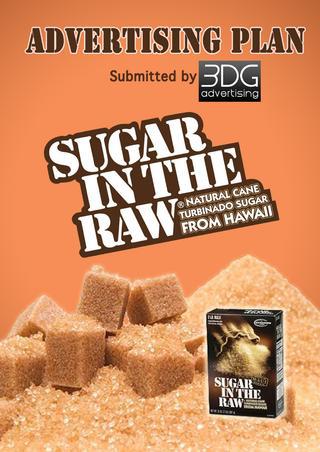 ADVERTISING PLAN
Submitted by 3DG
advertising
SUGAR
IN THE
RAW
® NATURAL CANE
TURBINADO SUGAR
FROM HAWAII
SUGAR
IN THE
RAW